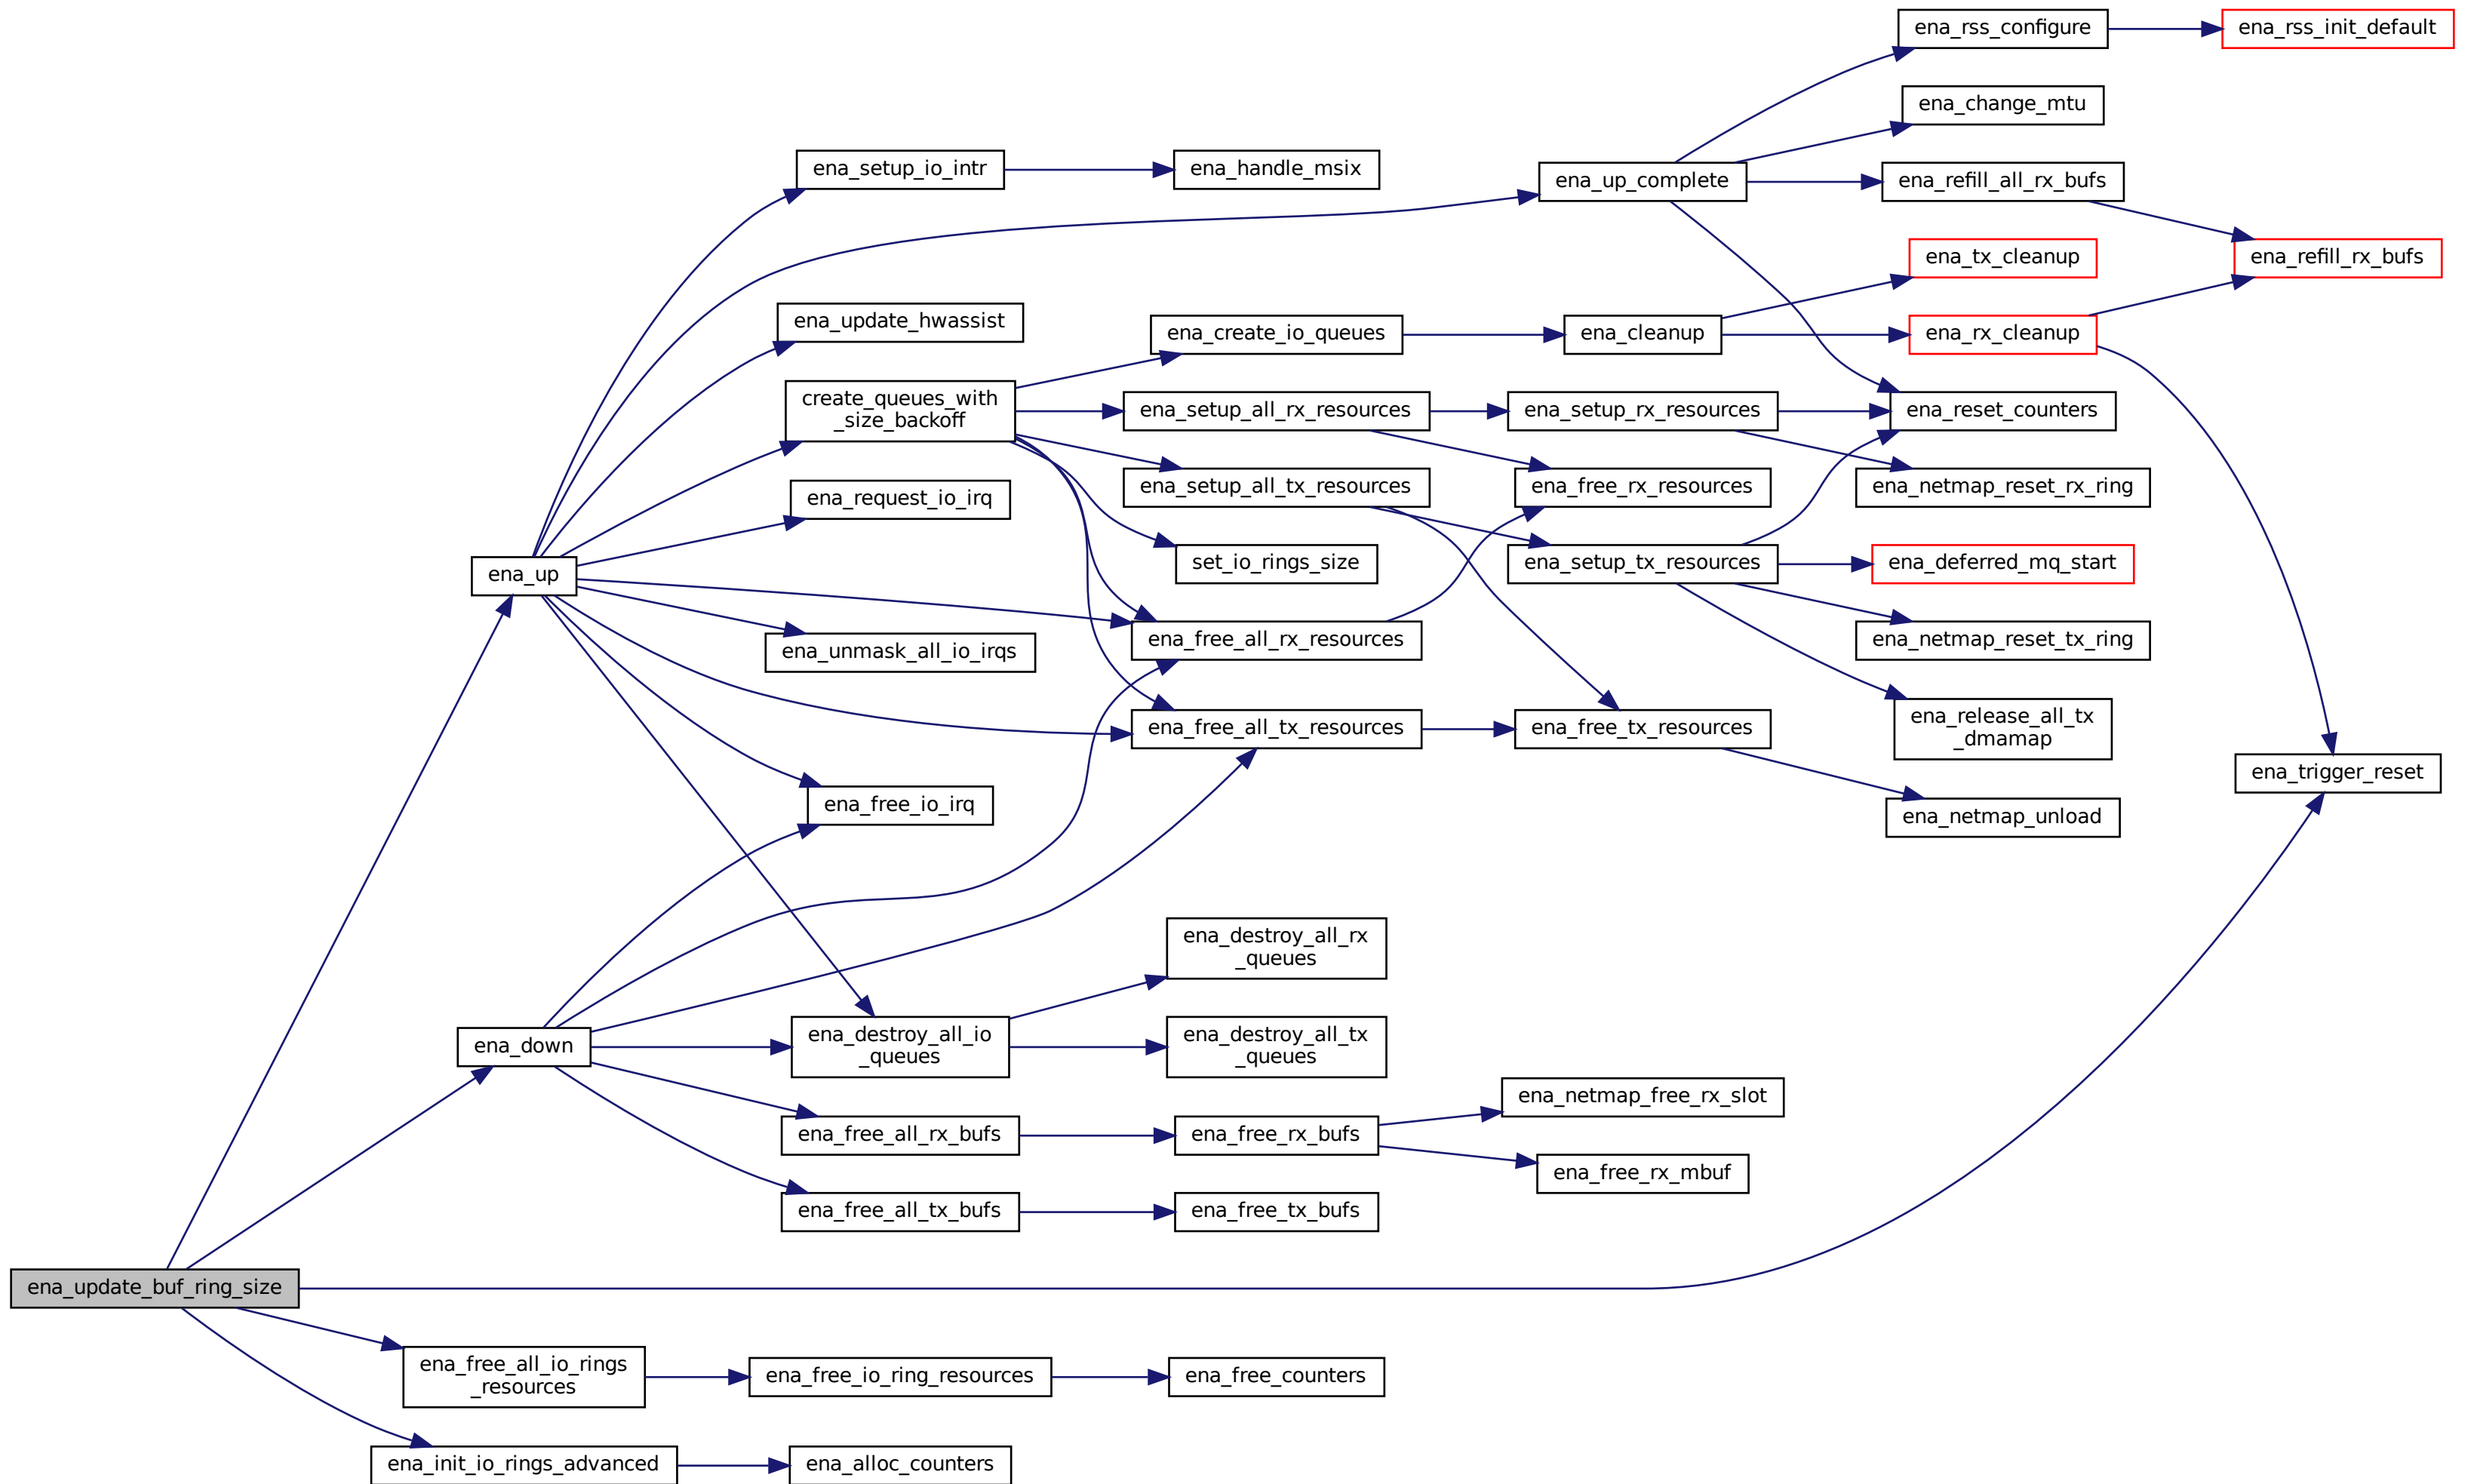 ena_rss_configure
ena_rss_init_default
ena_change_mtu
ena_setup_io_intr
ena_handle_msix
ena_up_complete
ena_refill_all_rx_bufs
ena_tx_cleanup
ena_refill_rx_bufs
ena_update_hwassist
ena_create_io_queues
ena_cleanup
ena_rx_cleanup
create_queues_with
_size_backoff
ena_setup_all_rx_resources
ena_setup_rx_resources
ena_reset_counters
ena_request_io_irq
ena_setup_all_tx_resources
ena_free_rx_resources
ena_netmap_reset_rx_ring
ena_up
set_io_rings_size
ena_setup_tx_resources
ena_deferred_mq_start
ena_unmask_all_io_irqs
ena_free_all_rx_resources
ena_netmap_reset_tx_ring
ena_free_all_tx_resources
ena_free_tx_resources
ena_release_all_tx
_dmamap
ena_trigger_reset
ena_free_io_irq
ena_netmap_unload
ena_destroy_all_rx
_queues
ena_down
ena_destroy_all_io
_queues
ena_destroy_all_tx
_queues
ena_netmap_free_rx_slot
ena_free_all_rx_bufs
ena_free_rx_bufs
ena_free_rx_mbuf
ena_free_all_tx_bufs
ena_free_tx_bufs
ena_update_buf_ring_size
ena_free_all_io_rings
_resources
ena_free_io_ring_resources
ena_free_counters
ena_init_io_rings_advanced
ena_alloc_counters